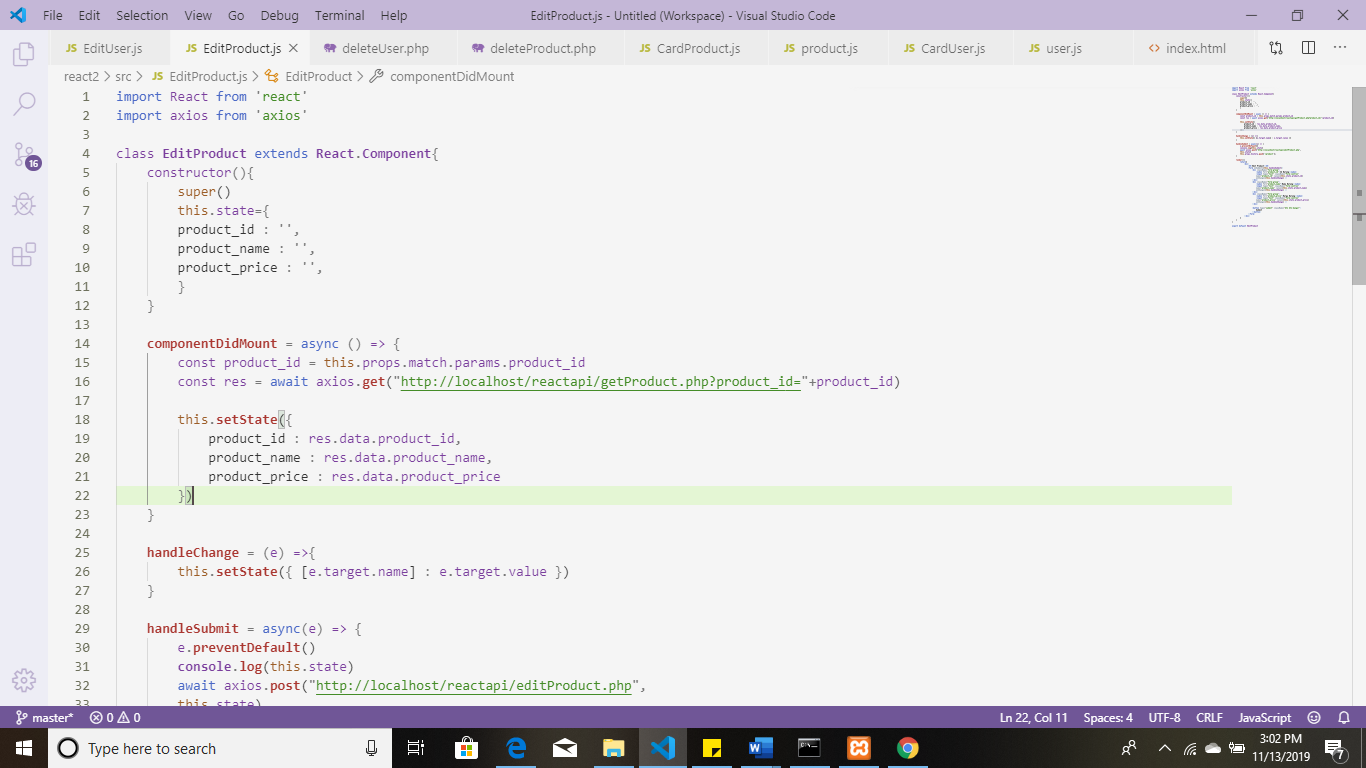 File Edit Selection View Go Debug Terminal Help EditProduct.js - Untitled (Workspace) - Visual Studio Code
JS EditUser.js JS EditProduct.js deleteUser.php deleteProduct.php JS CardProduct.js JS product.js JS CardUser.js JS user.js <> index.html
react2 > src > JS EditProduct.js > EditProduct > componentDidMount
1 import React from 'react'
2 import axios from 'axios'
3
4 class EditProduct extends React.Component{
5 constructor(){
6 super()
7 this.state={
8 product_id : '',
9 product_name : '',
10 product_price : '',
11 }
12 }
13
14 componentDidMount = async () => {
15 const product_id = this.props.match.params.product_id
16 const res = await axios.get("http://localhost/reactapi/getProduct.php?product_id="+product_id)
17
18 this.setState({
19 product_id : res.data.product_id,
20 product_name : res.data.product_name,
21 product_price : res.data.product_price
22 })
23 }
24
25 handleChange = (e) =>{
26 this.setState({ [e.target.name] : e.target.value })
27 }
28
29 handleSubmit = async(e) => {
30 e.preventDefault()
31 console.log(this.state)
32 await axios.post("http://localhost/reactapi/editProduct.php",
33 this.state)
16
master* 0 0 Ln 22, Col 11 Spaces: 4 UTF-8 CRLF JavaScript
Type here to search
3:02 PM
11/13/2019
7